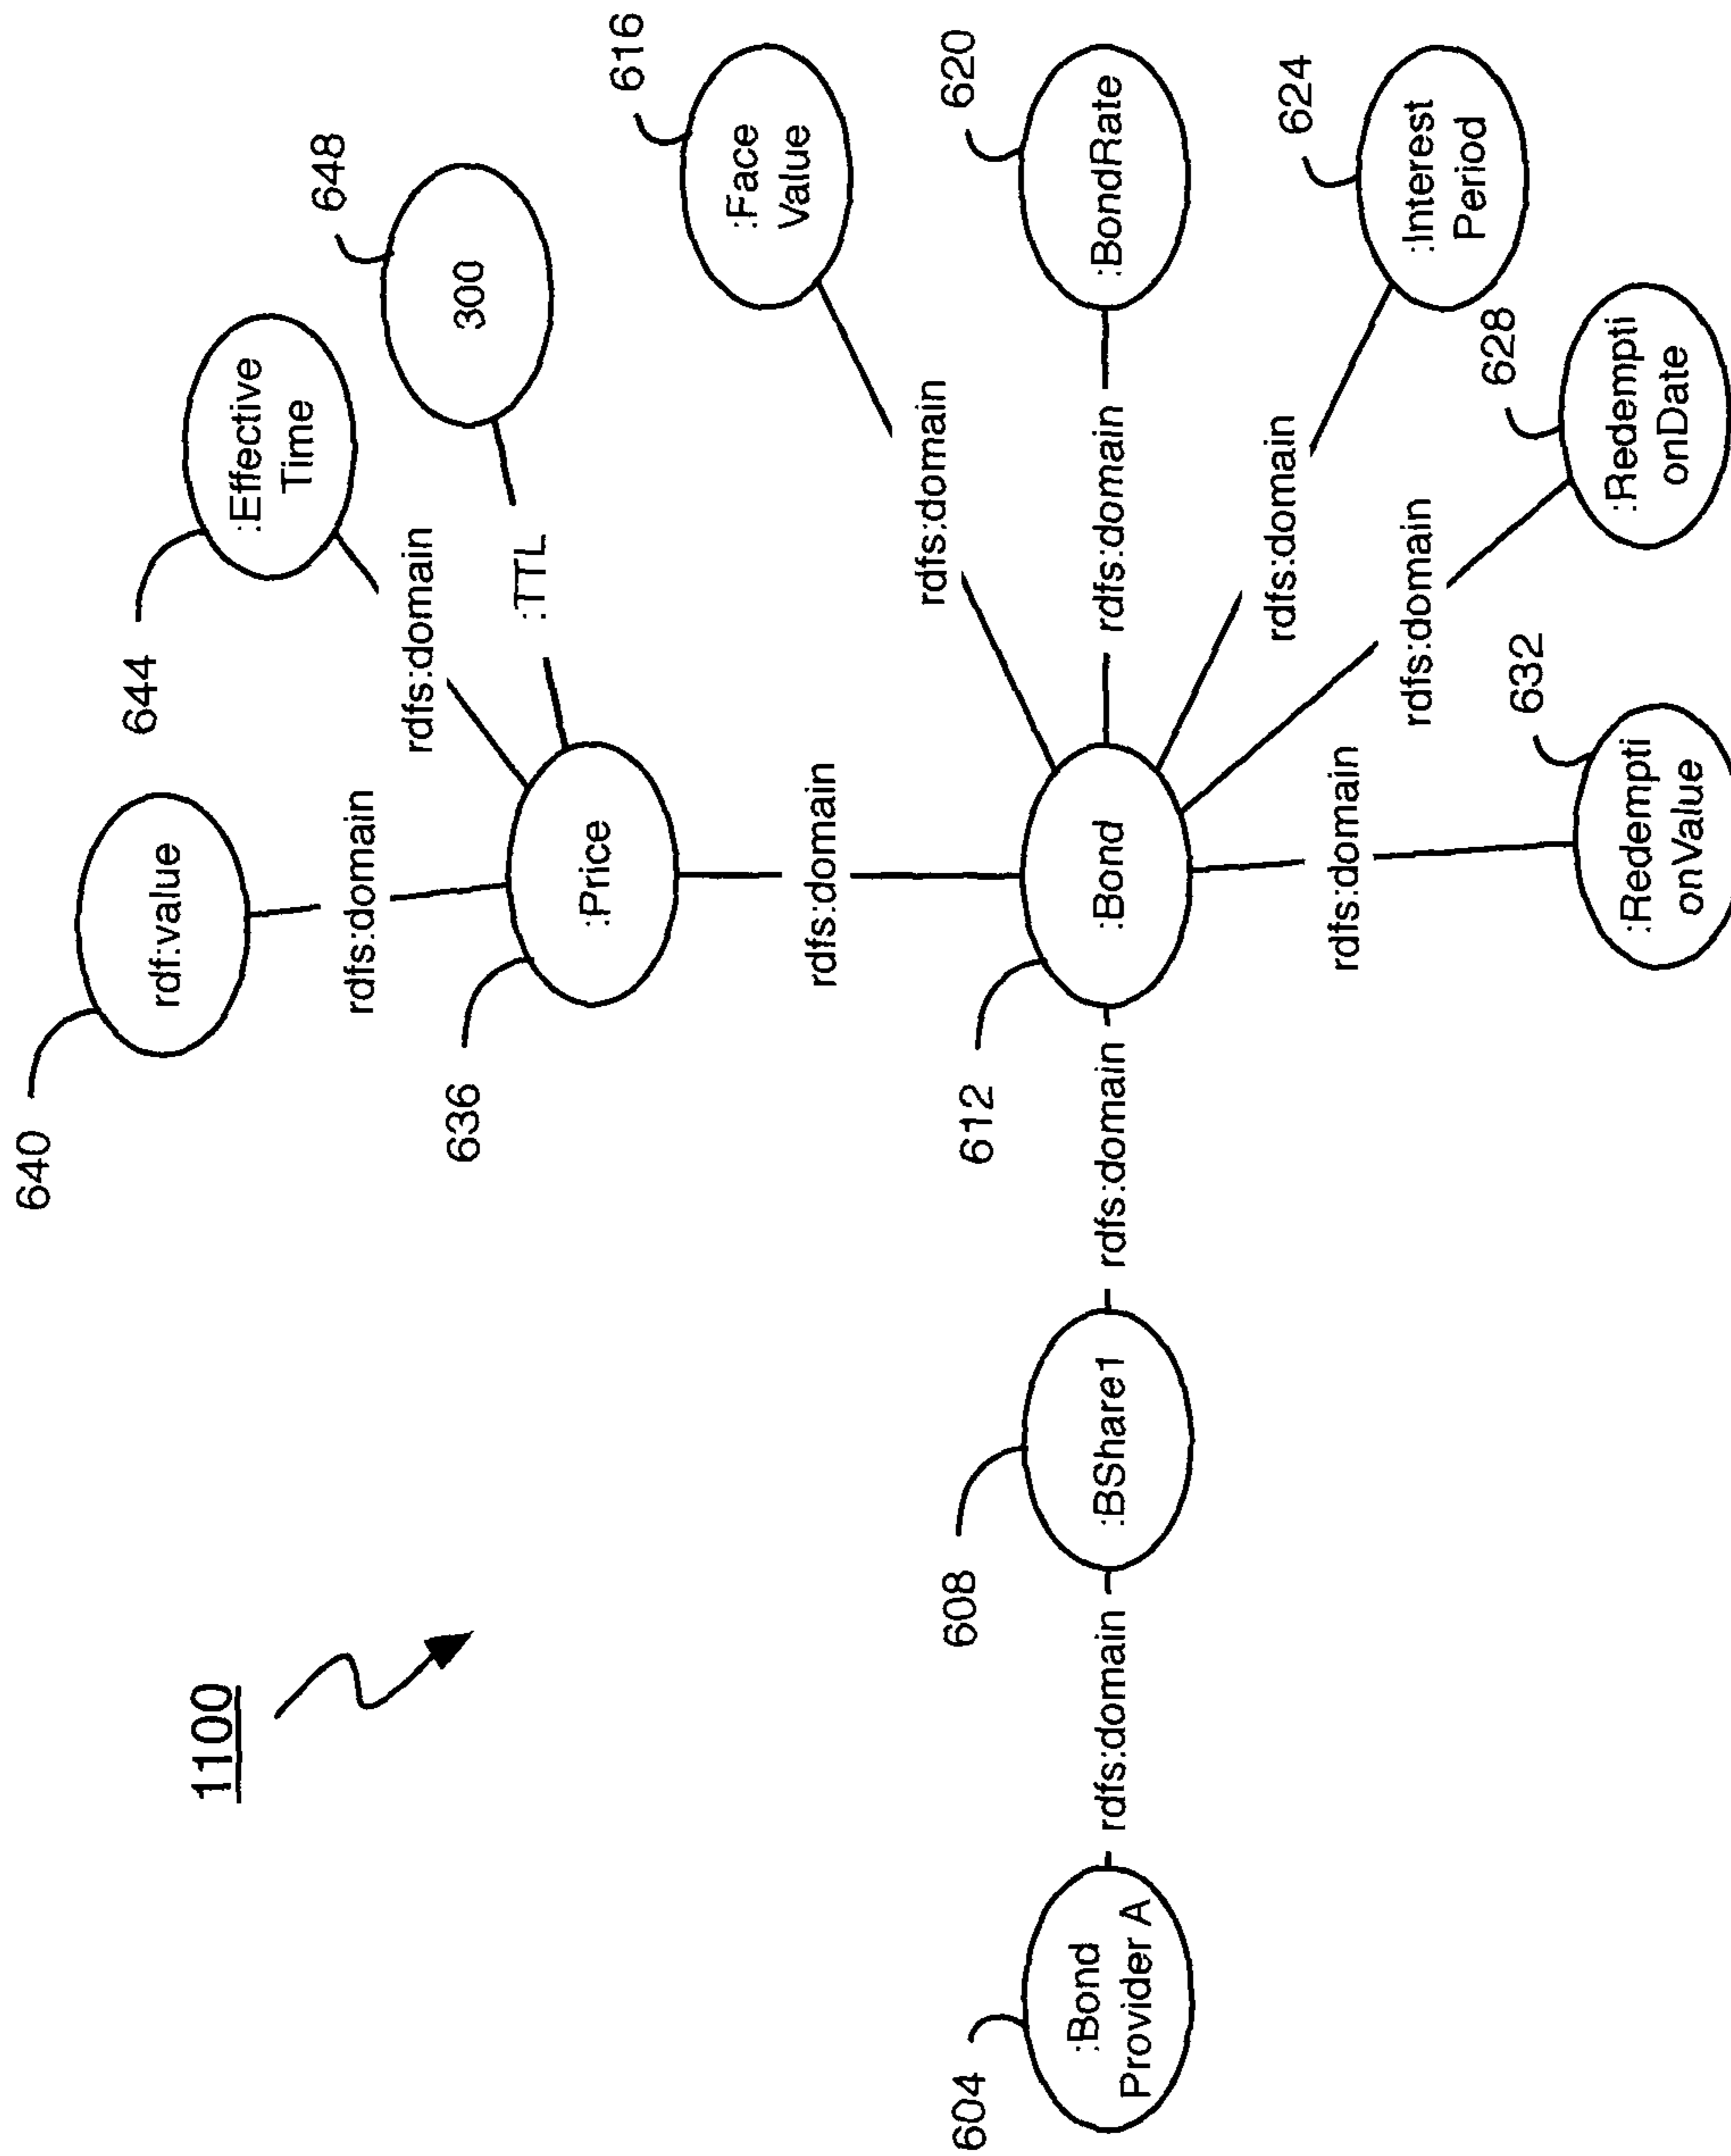 1100
640
rdf:value
rdfs:domain
644
:Effective
Time
rdfs:domain
648
300
:TTL
636
:Price
rdfs:domain
616
:Face
Value
rdfs:domain
604
:Bond
Provider A
rdfs:domain
608
:BShare1
rdfs:domain
612
:Bond
rdfs:domain
620
:BondRate
rdfs:domain
624
:Interest
Period
rdfs:domain
628
:Redempti
onDate
rdfs:domain
632
:Redempti
onValue